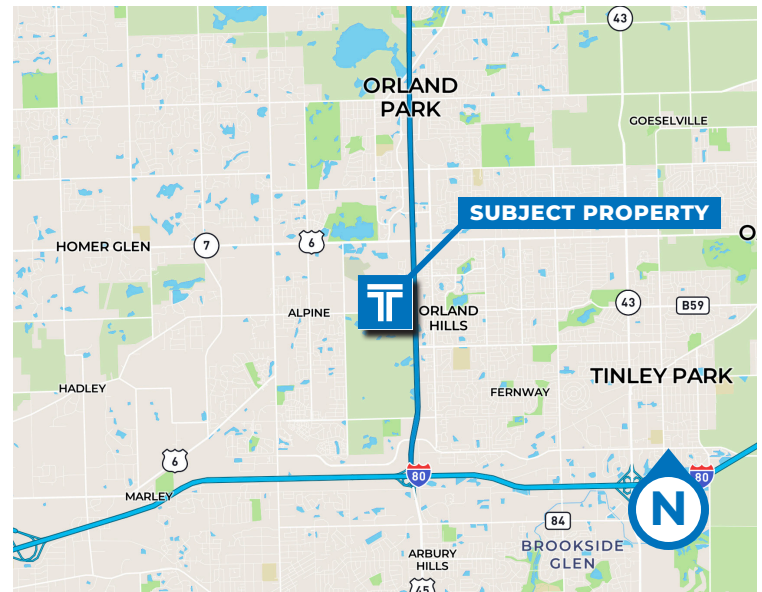 43
ORLAND
PARK
GOESELVILLE
SUBJECT PROPERTY
HOMER GLEN
7
6
O
ALPINE
ORLAND
HILLS
43
B59
TINLEY PARK
HADLEY
FERNWAY
6
80
80
MARLEY
N
84
BROOKSIDE
GLEN
ARBURY
HILLS
45